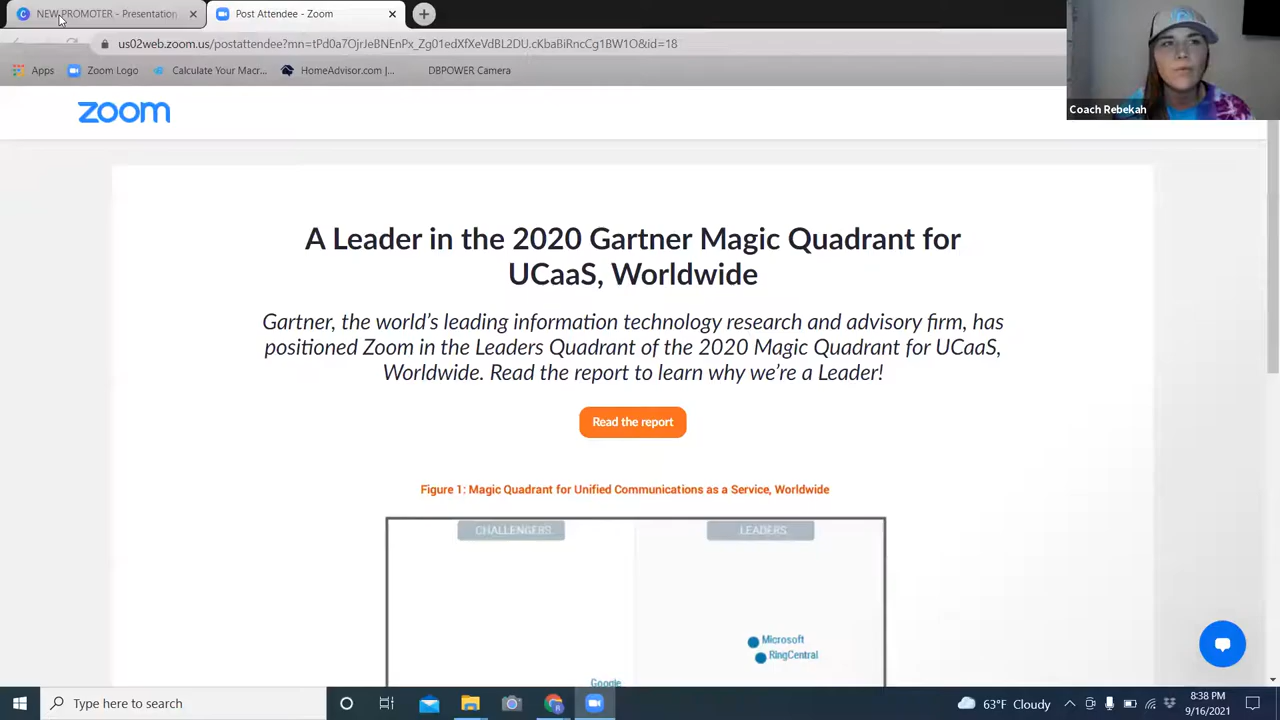 NEW PROMOTER - Presentation
Post Attendee - Zoom
us02web.zoom.us/postattendee?mn=tPd0a7OjrJe8NEnPx_Zg01edXfXeVdBL2DU.cKbaBiRncCg1BW1O&id=18
Apps
Zoom Logo
Calculate Your Macr...
HomeAdvisor.com |...
DBPOWER Camera
Coach Rebekah
zoom
A Leader in the 2020 Gartner Magic Quadrant for
UCaaS, Worldwide
Gartner, the world's leading information technology research and advisory firm, has
positioned Zoom in the Leaders Quadrant of the 2020 Magic Quadrant for UCaaS,
Worldwide. Read the report to learn why we're a Leader!
Read the report
Figure 1: Magic Quadrant for Unified Communications as a Service, Worldwide
CHALLENGERS
LEADERS
Microsoft
RingCentral
Google
Type here to search
63°F Cloudy
8:38 PM
9/16/2021